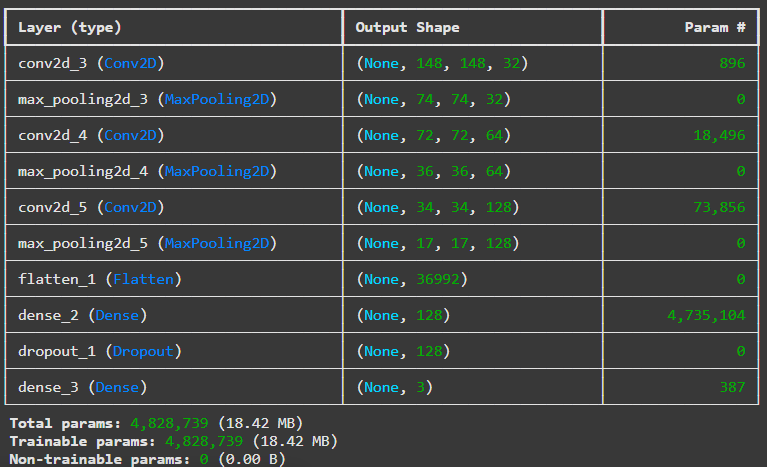 Layer (type) Output Shape Param #
conv2d_3 (Conv2D) (None, 148, 148, 32) 896
max_pooling2d_3 (MaxPooling2D) (None, 74, 74, 32) 0
conv2d_4 (Conv2D) (None, 72, 72, 64) 18,496
max_pooling2d_4 (MaxPooling2D) (None, 36, 36, 64) 0
conv2d_5 (Conv2D) (None, 34, 34, 128) 73,856
max_pooling2d_5 (MaxPooling2D) (None, 17, 17, 128) 0
flatten_1 (Flatten) (None, 36992) 0
dense_2 (Dense) (None, 128) 4,735,104
dropout_1 (Dropout) (None, 128) 0
dense_3 (Dense) (None, 3) 387
Total params: 4,828,739 (18.42 MB)
Trainable params: 4,828,739 (18.42 MB)
Non-trainable params: 0 (0.00 B)